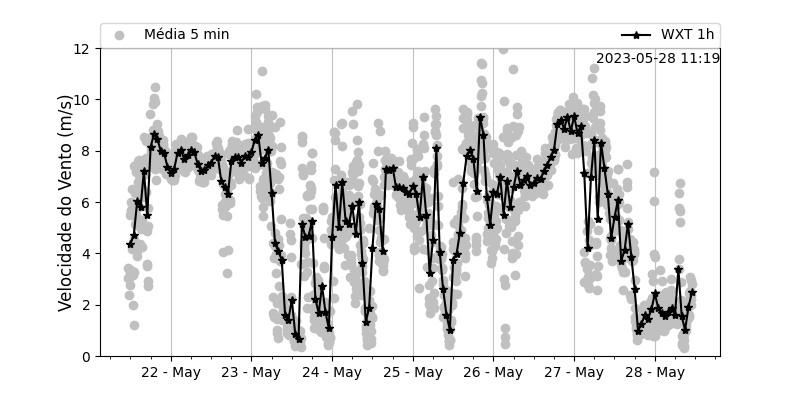 Média 5 min
WXT 1h
2023-05-28 11:19
Velocidade do Vento (m/s)
12
10
8
6
4
2
0
22 - May
23 - May
24 - May
25 - May
26 - May
27 - May
28 - May